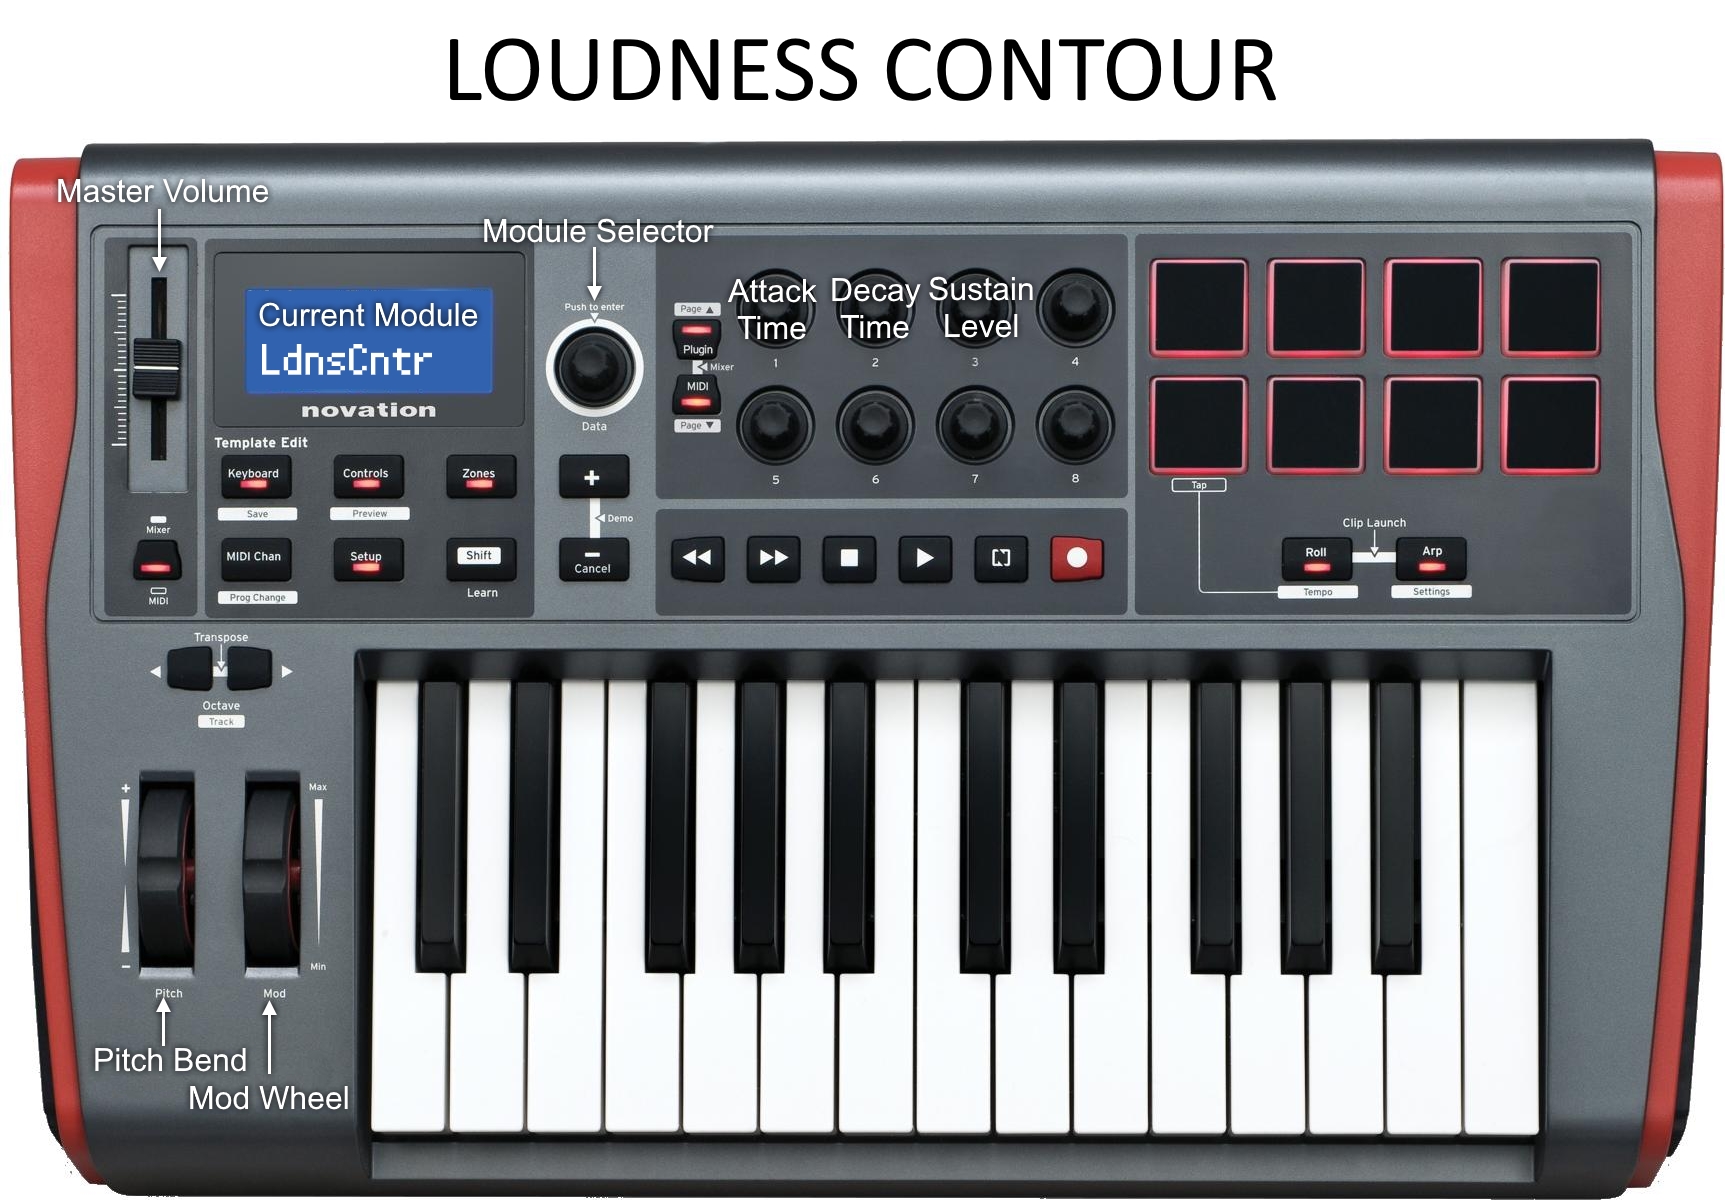 LOUDNESS CONTOUR
Master Volume
Module Selector
Push to enter
Current Module
LdnsCntr
novation
Data
Page ▲
Plugin
Mixer
MIDI
Page ▼
Attack Time
Decay Time
Sustain Level
1
2
3
4
5
6
7
8
Template Edit
Keyboard
Controls
Zones
Save
Preview
MIDI Chan
Setup
Shift
Prog Change
Learn
+
Demo
−
Cancel
Mixer
MIDI
Tap
Clip Launch
Roll
Arp
Tempo
Settings
Transpose
Octave
Track
+
−
Max
Min
Pitch
Mod
Pitch Bend
Mod Wheel